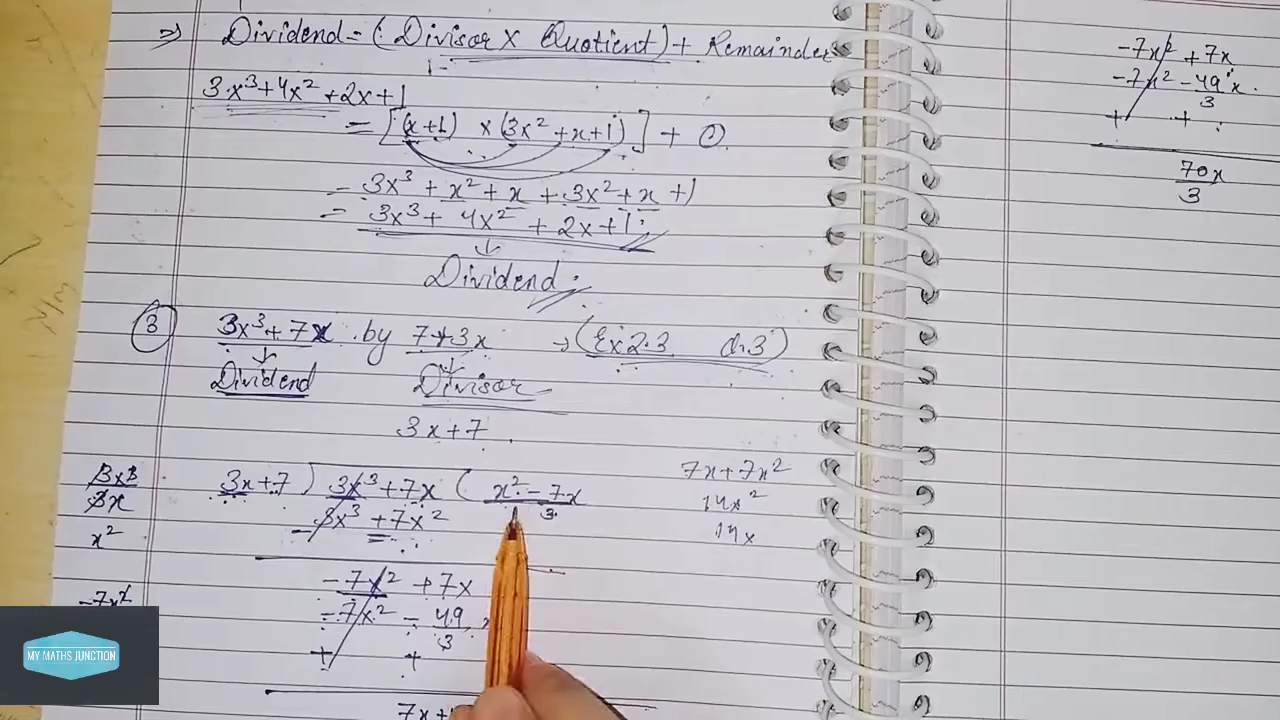 ⇒ Dividend = (Divisor × Quotient) + Remainder
3x³+4x²+2x+1
= [(x+1) × (3x²+x+1)] + 0
= 3x³ + x² + x + 3x² + x + 1
= 3x³ + 4x² + 2x + 1
↓
Dividend
3 3x³+7x by 7+3x → (Ex 2.3 Q.3)
↓ ↓
Dividend Divisor
3x+7
3x+7 ) 3x³+7x ( x² - 7x/3
3x³ +7x²
-7x² +7x
-7x² - 49/3 x
+ +
7x+
3x³
3x
x²
-7x²
7x+7x²
14x²
14x
-7x² +7x
-7x² -49/3 x
+ +
70x/3
MY MATHS JUNCTION